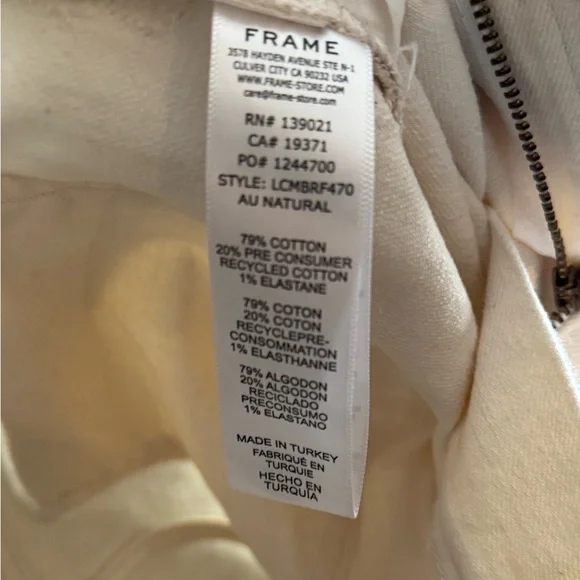 FRAME
3578 HAYDEN AVENUE STE N-1
CULVER CITY CA 90232 USA
WWW.FRAME-STORE.COM
care@frame-store.com
RN# 139021
CA# 19371
PO# 1244700
STYLE: LCMBRF470
AU NATURAL
79% COTTON
20% PRE CONSUMER
RECYCLED COTTON
1% ELASTANE
79% COTON
20% COTON
RECYCLEPRE-
CONSOMMATION
1% ELASTHANNE
79% ALGODON
20% ALGODON
RECICLADO
PRECONSUMO
1% ELASTANO
MADE IN TURKEY
FABRIQUÉ EN
TURQUIE
HECHO EN
TURQUÍA